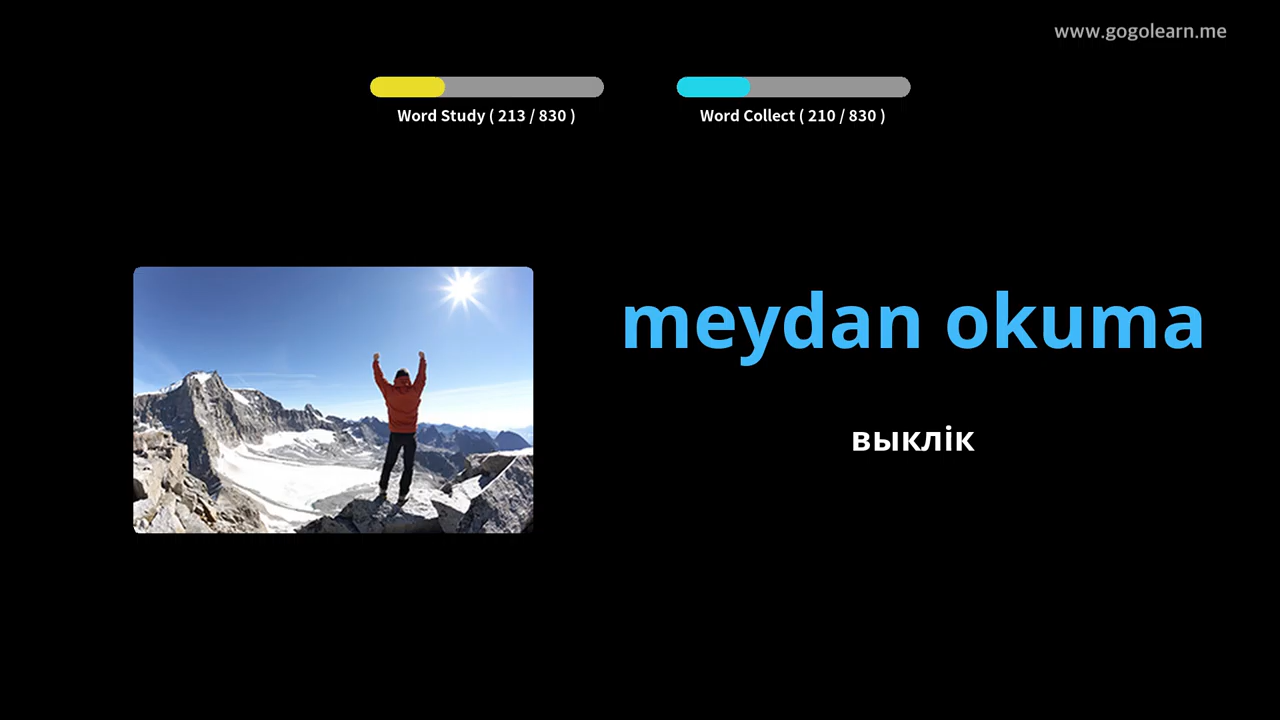 www.gogolearn.me
Word Study ( 213 / 830 )
Word Collect ( 210 / 830 )
meydan okuma
выклік